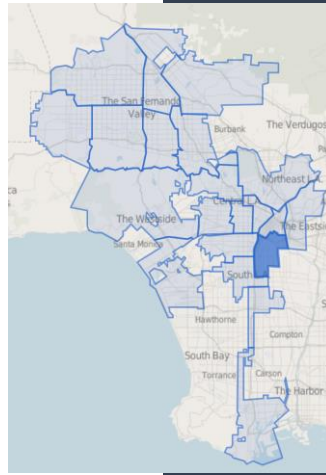 The San Fernando
Valley
Burbank
The Verdugos
Northeast L.A.
Central L.A.
The Eastside
The Westside
Santa Monica
South
Hawthorne
Compton
South Bay
Torrance
Carson
The Harbor